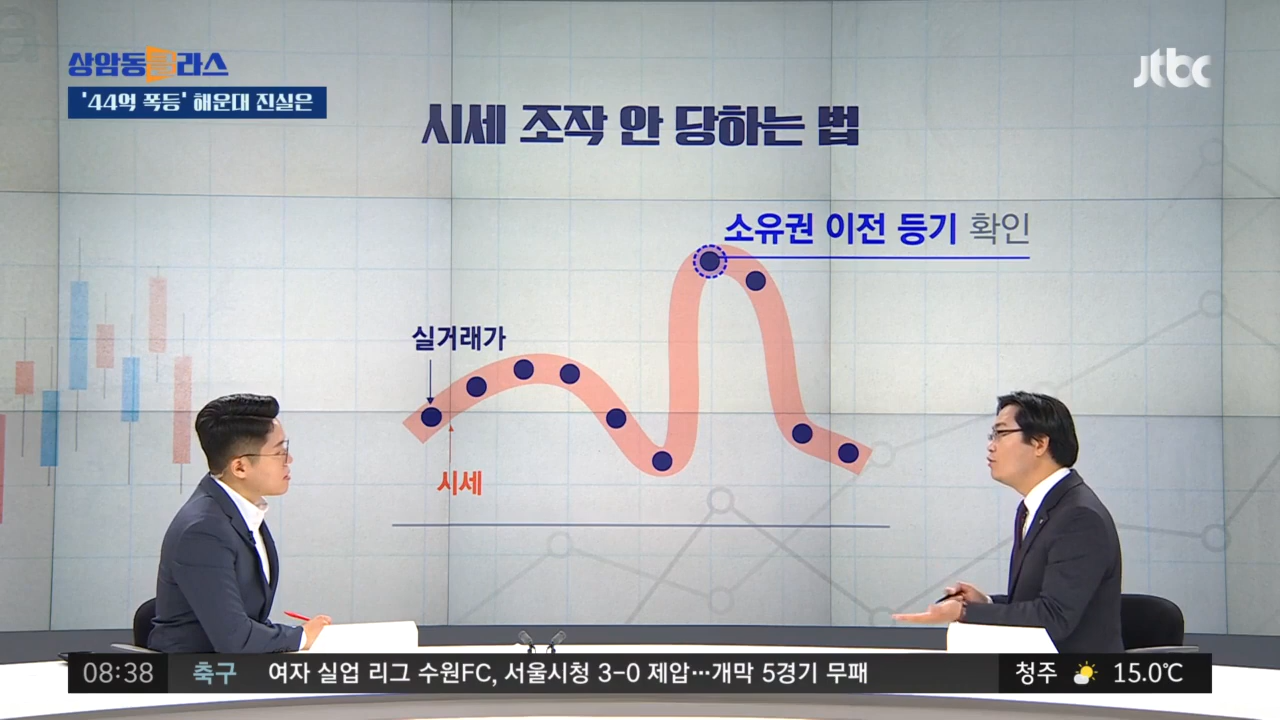 상암동클라스
'44억 폭등' 해운대 진실은
jtbc
시세 조작 안 당하는 법
소유권 이전 등기 확인
실거래가
시세
08:38 축구 여자 실업 리그 수원FC, 서울시청 3-0 제압…개막 5경기 무패 청주 15.0℃